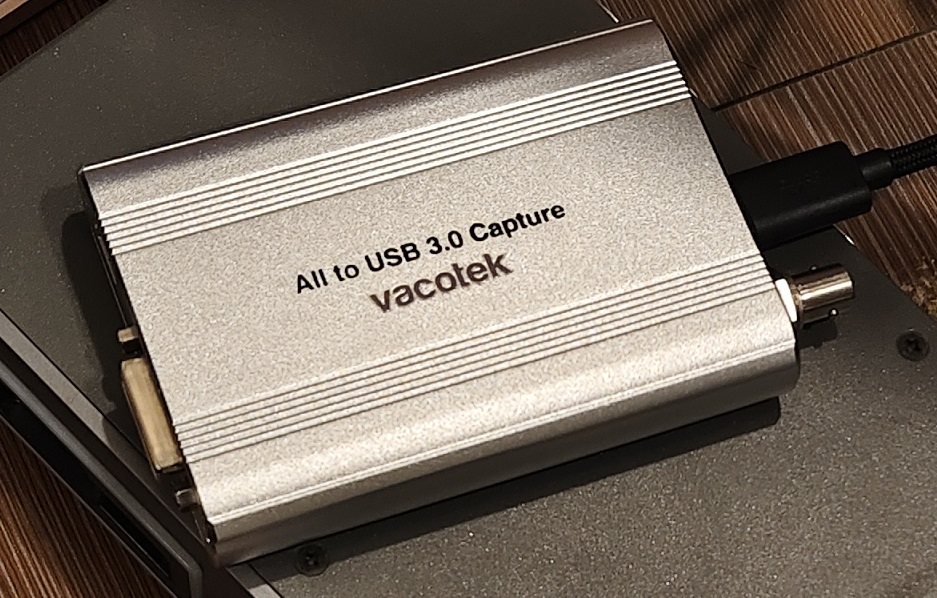 All to USB 3.0 Capture
vacotek